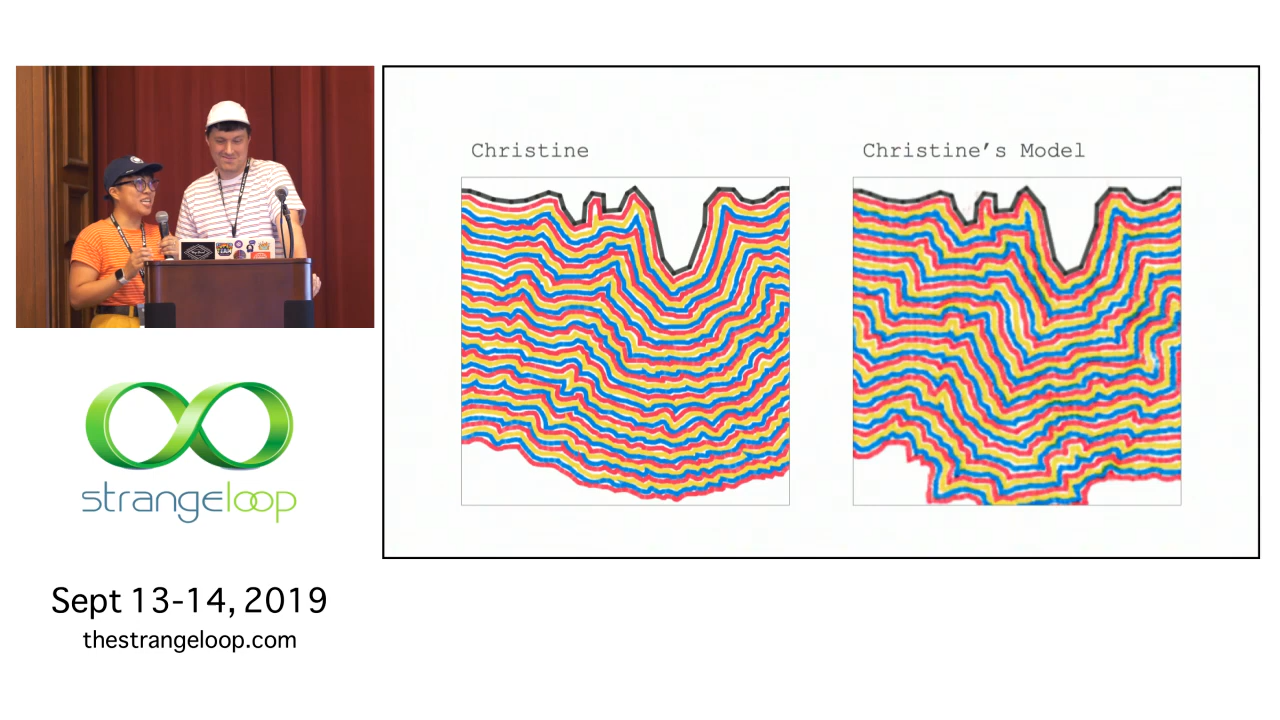 Christine
Christine's Model
strangeloop
Sept 13-14, 2019
thestrangeloop.com